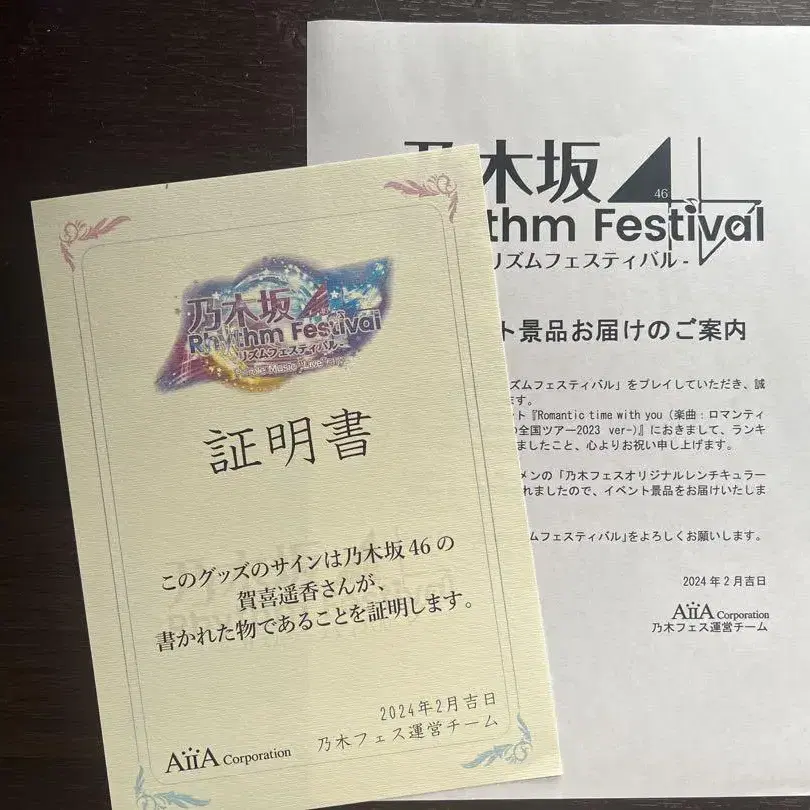 乃木坂46
Rhythm Festival
リズムフェスティバル-
証明書
このグッズのサインは乃木坂46の
賀喜遥香さんが、
書かれた物であることを証明します。
2024年2月吉日
AiiA Corporation
乃木フェス運営チーム
乃木坂46
thm Festival
リズムフェスティバル-
ト景品お届けのご案内
ズムフェスティバル」をプレイしていただき、誠
ます。
ント『Romantic time with you（楽曲：ロマンティ
の全国ツアー2023 ver-)』におきまして、ランキ
ましたこと、心よりお祝い申し上げます。
メンの「乃木フェスオリジナルレンチキュラー
れましたので、イベント景品をお届けいたしま
ムフェスティバル」をよろしくお願いします。
2024年2月吉日
AiiA Corporation
乃木フェス運営チーム